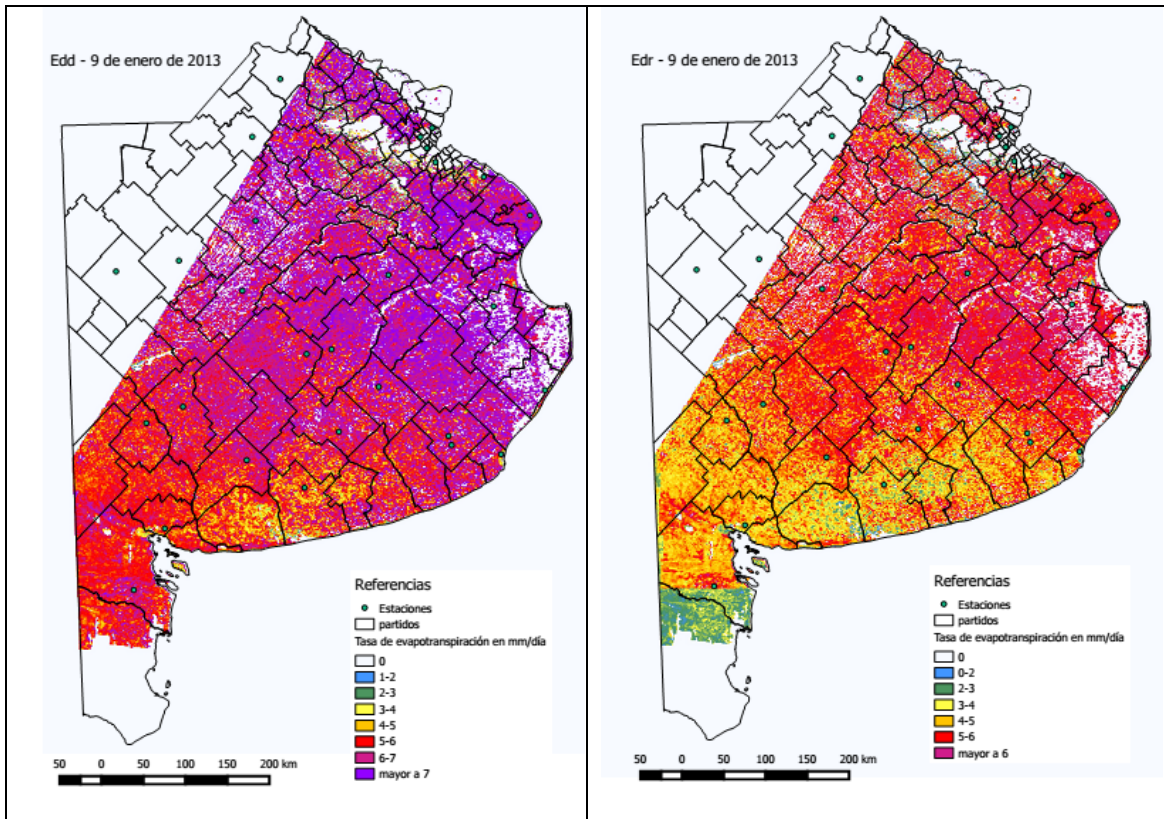 Edd - 9 de enero de 2013
Referencias
Estaciones
partidos
Tasa de evapotranspiración en mm/día
0
1-2
2-3
3-4
4-5
5-6
6-7
mayor a 7
50 0 50 100 150 200 km
Edr - 9 de enero de 2013
Referencias
Estaciones
partidos
Tasa de evapotranspiración en mm/día
0
0-2
2-3
3-4
4-5
5-6
mayor a 6
50 0 50 100 150 200 km